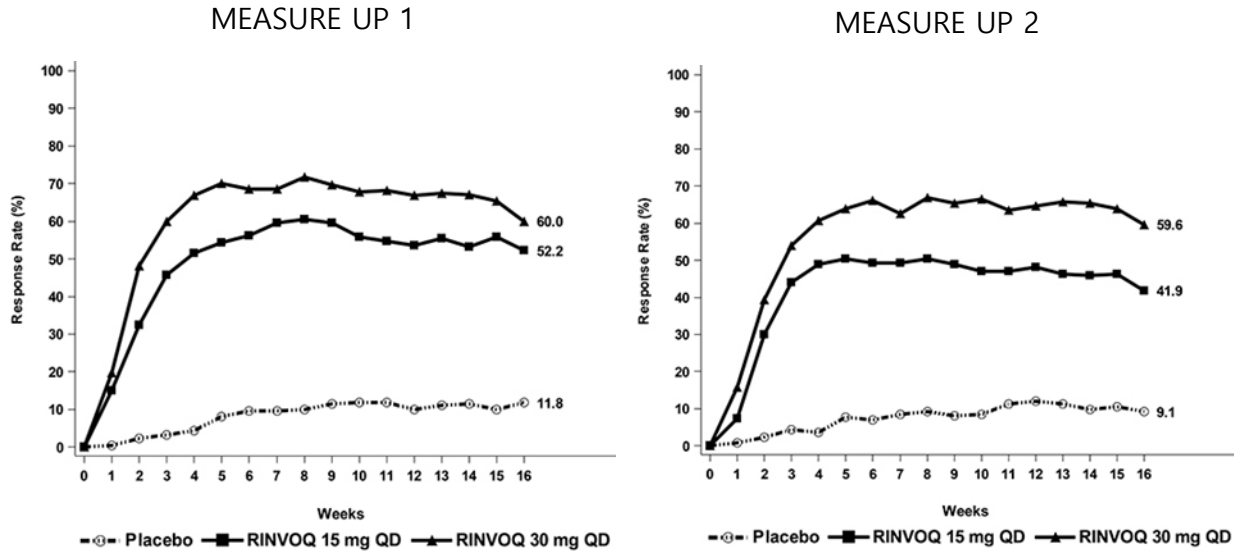 MEASURE UP 1
100
90
80
70
60
50
40
30
20
10
0
Response Rate (%)
60.0
52.2
11.8
0 1 2 3 4 5 6 7 8 9 10 11 12 13 14 15 16
Weeks
Placebo RINVOQ 15 mg QD RINVOQ 30 mg QD
MEASURE UP 2
100
90
80
70
60
50
40
30
20
10
0
Response Rate (%)
59.6
41.9
9.1
0 1 2 3 4 5 6 7 8 9 10 11 12 13 14 15 16
Weeks
Placebo RINVOQ 15 mg QD RINVOQ 30 mg QD